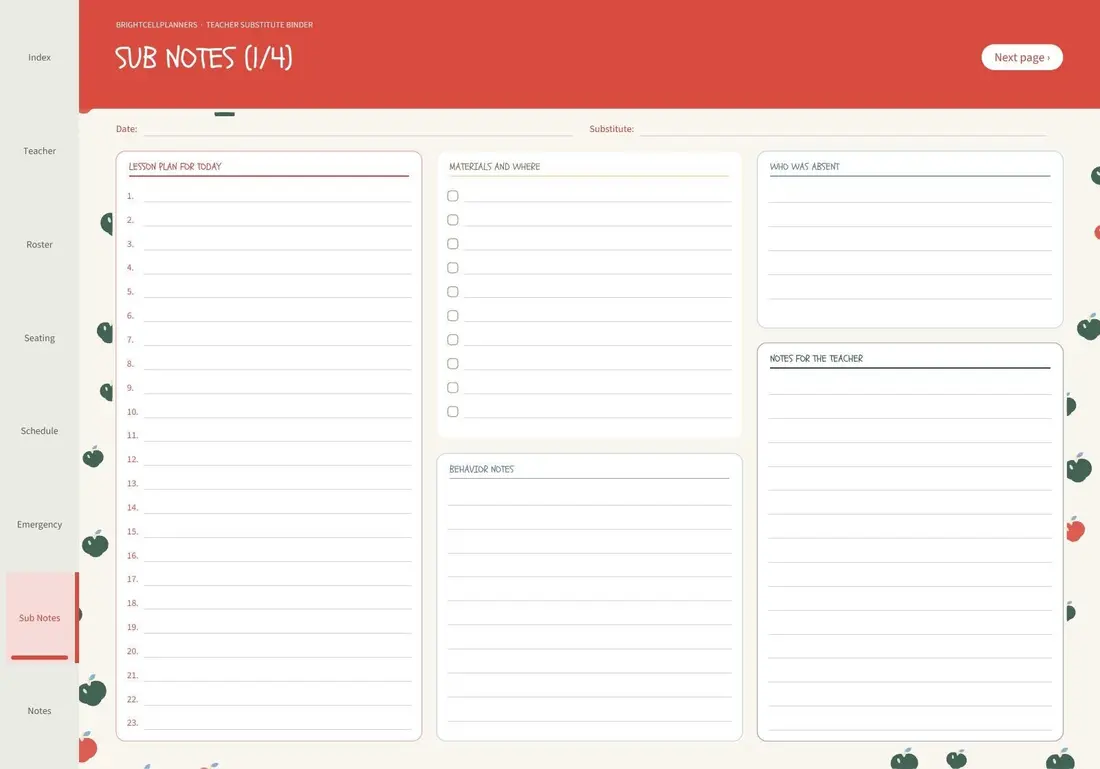 BRIGHTCELLPLANNERS · TEACHER SUBSTITUTE BINDER
SUB NOTES (1/4)
Next page ›
Index
Teacher
Roster
Seating
Schedule
Emergency
Sub Notes
Notes
Date:
Substitute:
LESSON PLAN FOR TODAY
1.
2.
3.
4.
5.
6.
7.
8.
9.
10.
11.
12.
13.
14.
15.
16.
17.
18.
19.
20.
21.
22.
23.
MATERIALS AND WHERE
BEHAVIOR NOTES
WHO WAS ABSENT
NOTES FOR THE TEACHER